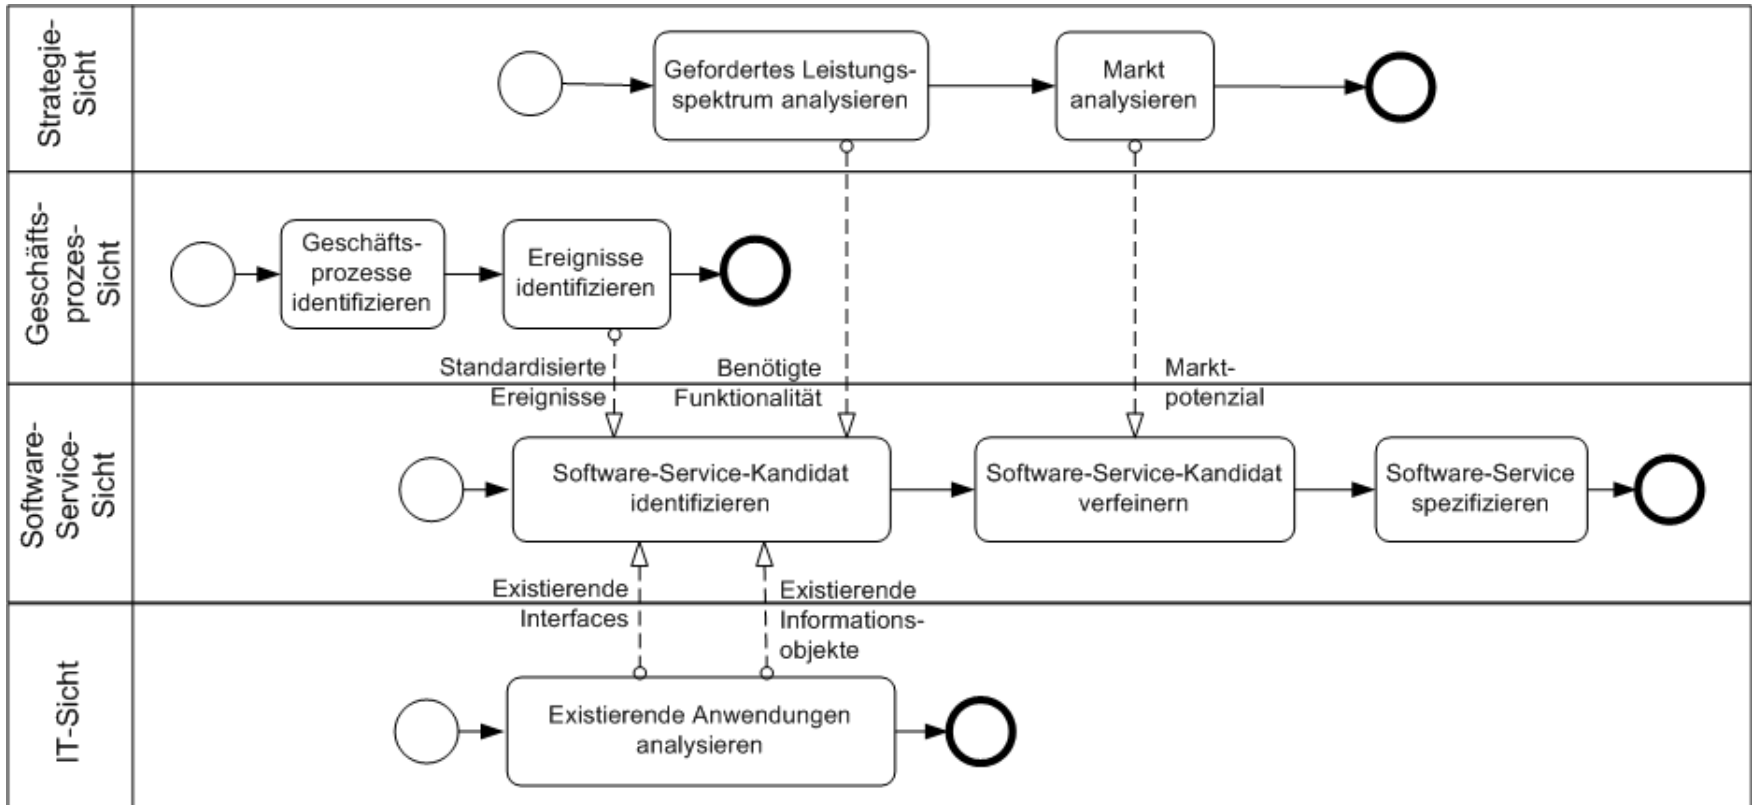 Strategie-
Sicht
Gefordertes Leistungs-
spektrum analysieren
Markt
analysieren
Geschäfts-
prozes-
Sicht
Geschäfts-
prozesse
identifizieren
Ereignisse
identifizieren
Standardisierte
Ereignisse
Benötigte
Funktionalität
Markt-
potenzial
Software-
Service-
Sicht
Software-Service-Kandidat
identifizieren
Software-Service-Kandidat
verfeinern
Software-Service
spezifizieren
Existierende
Interfaces
Existierende
Informations-
objekte
IT-Sicht
Existierende Anwendungen
analysieren